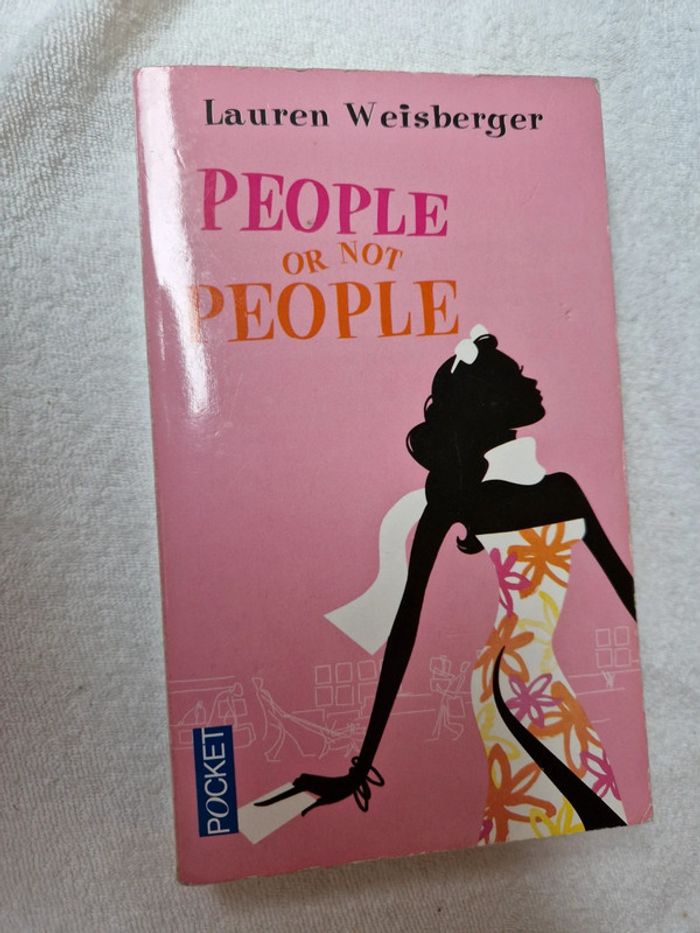 Lauren Weisberger
PEOPLE
OR NOT
PEOPLE
POCKET